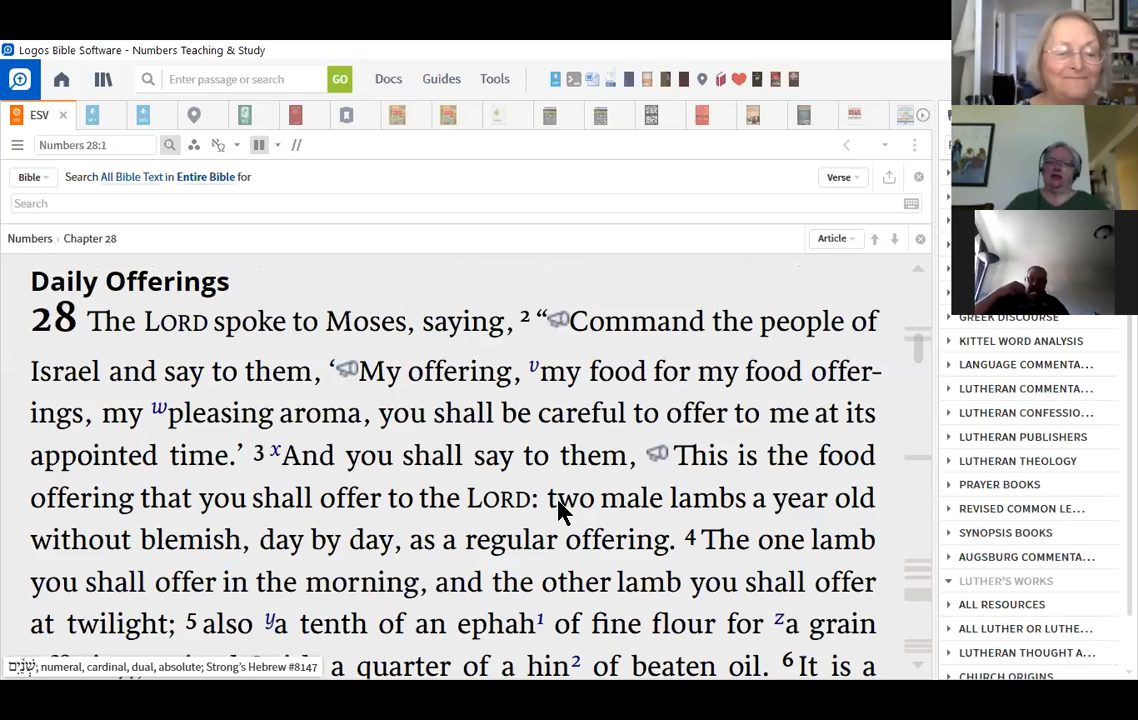 Logos Bible Software - Numbers Teaching & Study
Enter passage or search
GO
Docs
Guides
Tools
ESV
Numbers 28:1
Bible
Search All Bible Text in Entire Bible for
Verse
Search
Numbers › Chapter 28
Article
Daily Offerings
28 The LORD spoke to Moses, saying, 2 “Command the people of
Israel and say to them, ‘My offering, v my food for my food offer-
ings, my w pleasing aroma, you shall be careful to offer to me at its
appointed time.’ 3 x And you shall say to them, This is the food
offering that you shall offer to the LORD: two male lambs a year old
without blemish, day by day, as a regular offering. 4 The one lamb
you shall offer in the morning, and the other lamb you shall offer
at twilight; 5 also y a tenth of an ephah1 of fine flour for z a grain
a quarter of a hin2 of beaten oil. 6 It is a
שְׁנַיִם; numeral, cardinal, dual, absolute; Strong's Hebrew #8147
GREEK DISCOURSE
KITTEL WORD ANALYSIS
LANGUAGE COMMENTA...
LUTHERAN COMMENTA...
LUTHERAN CONFESSIO...
LUTHERAN PUBLISHERS
LUTHERAN THEOLOGY
PRAYER BOOKS
REVISED COMMON LE...
SYNOPSIS BOOKS
AUGSBURG COMMENTA...
LUTHER'S WORKS
ALL RESOURCES
ALL LUTHER OR LUTHE...
LUTHERAN THOUGHT A...
CHURCH ORIGINS